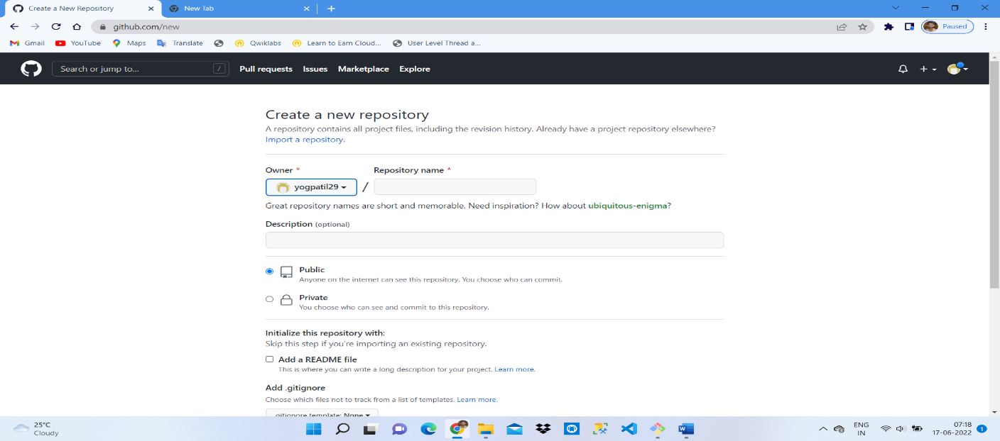 Create a New Repository
New Tab
github.com/new
Paused
Gmail YouTube Maps Translate Qwiklabs Learn to Earn Cloud... User Level Thread a...
Search or jump to... / Pull requests Issues Marketplace Explore
Create a new repository
A repository contains all project files, including the revision history. Already have a project repository elsewhere?
Import a repository.
Owner * Repository name *
yogpatil29 /
Great repository names are short and memorable. Need inspiration? How about ubiquitous-enigma?
Description (optional)
Public
Anyone on the internet can see this repository. You choose who can commit.
Private
You choose who can see and commit to this repository.
Initialize this repository with:
Skip this step if you're importing an existing repository.
Add a README file
This is where you can write a long description for your project. Learn more.
Add .gitignore
Choose which files not to track from a list of templates. Learn more.
.gitignore template: None
25°C
Cloudy
ENG
IN
07:18
17-06-2022
1